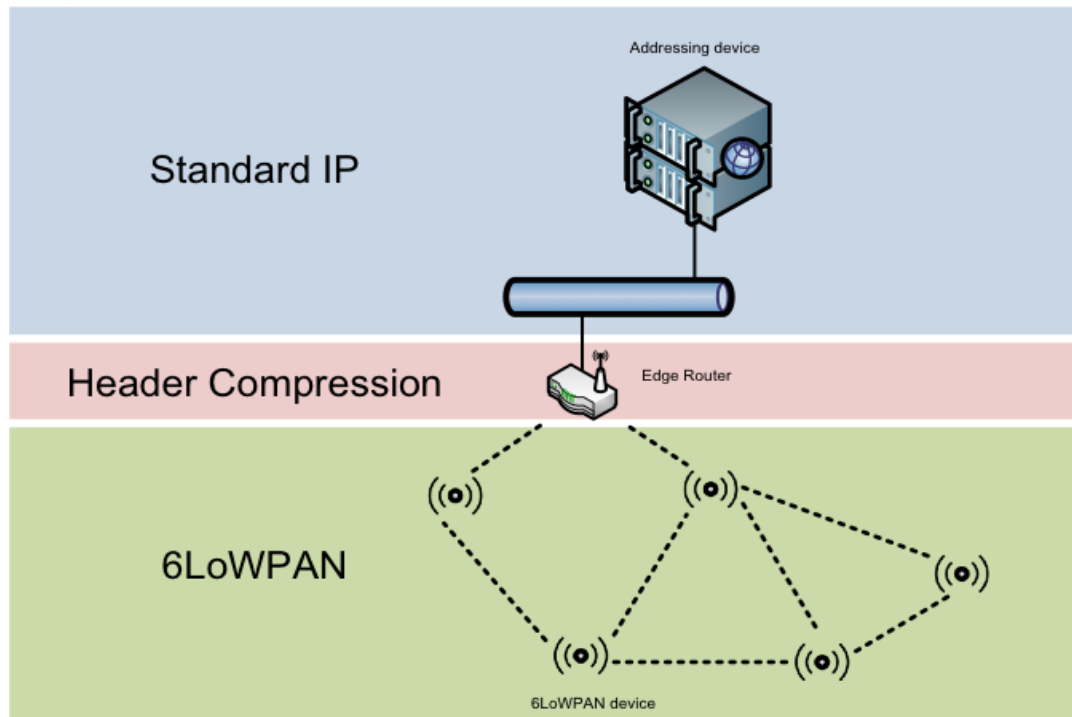 Addressing device
Standard IP
Header Compression
Edge Router
6LoWPAN
6LoWPAN device